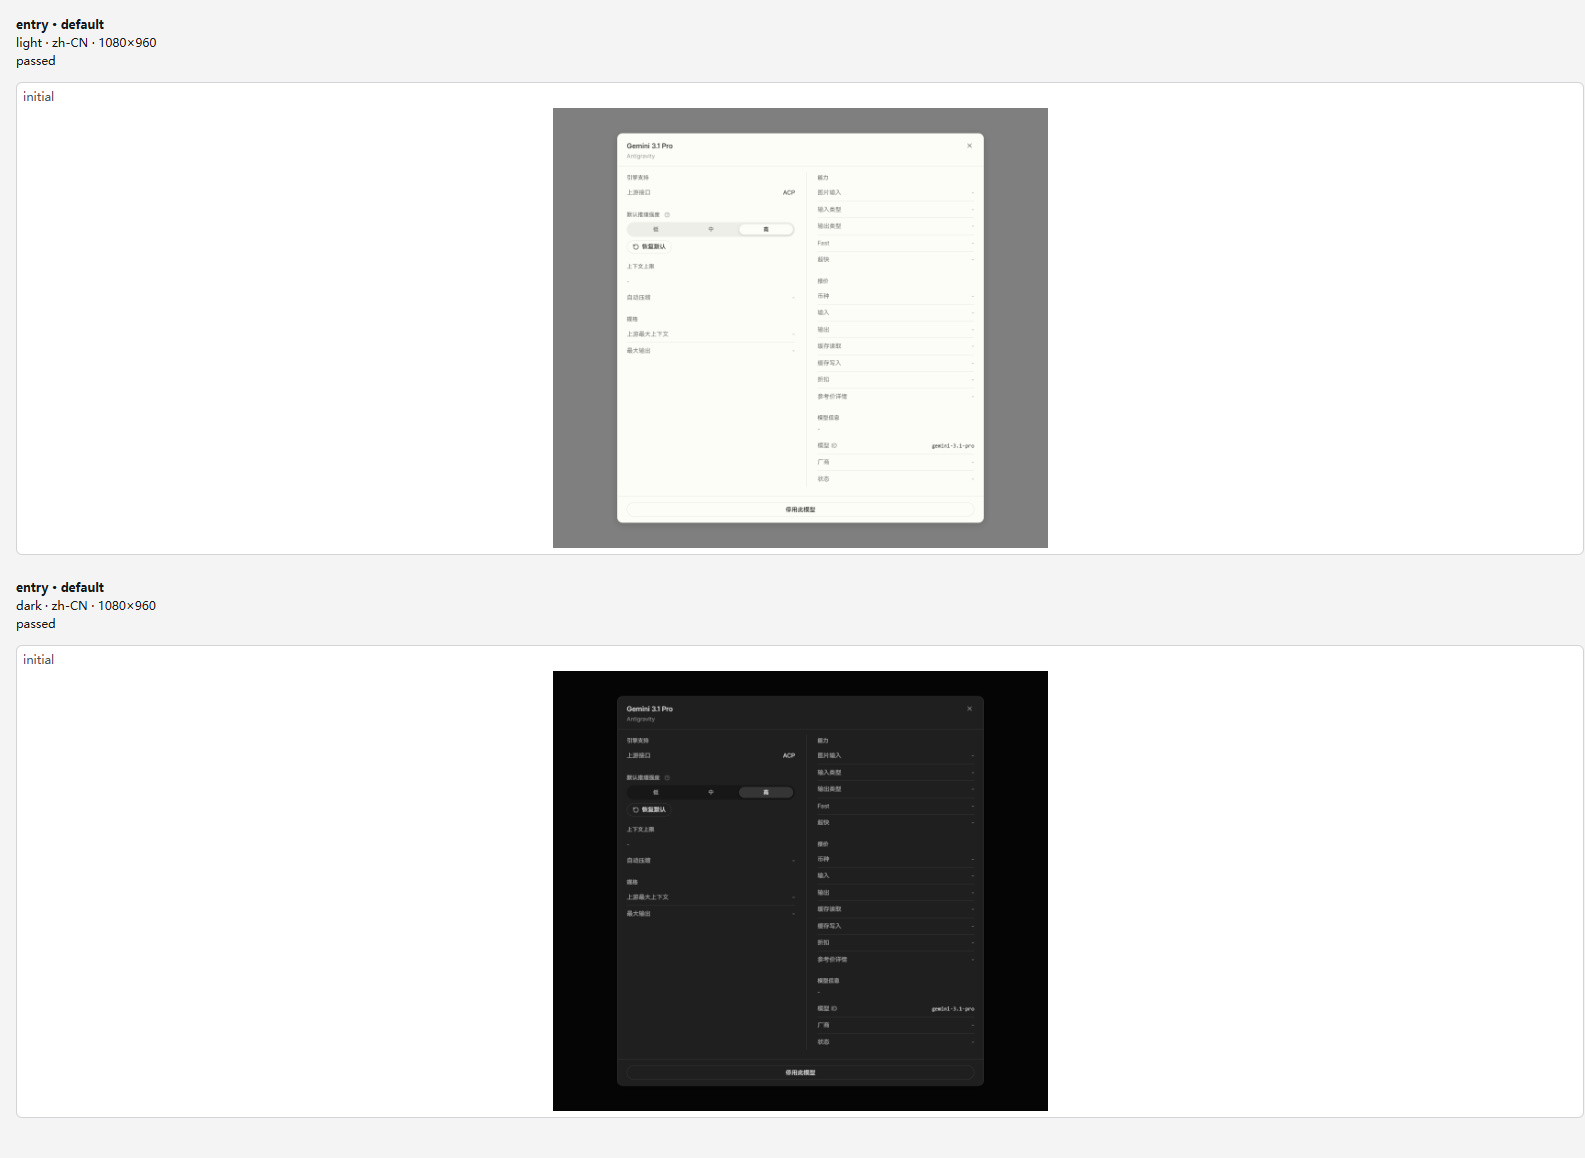 entry • default
light · zh-CN · 1080×960
passed
initial
Gemini 3.1 Pro
Antigravity
引擎支持
上游接口
ACP
默认推理强度
低
中
高
恢复默认
上下文上限
-
自动压缩
-
规格
上游最大上下文
-
最大输出
-
能力
图片输入
-
输入类型
-
输出类型
-
Fast
-
超快
-
报价
币种
-
输入
-
输出
-
缓存读取
-
缓存写入
-
折扣
-
参考价详情
-
模型信息
-
模型 ID
gemini-3.1-pro
厂商
-
状态
-
停用此模型
entry • default
dark · zh-CN · 1080×960
passed
initial
Gemini 3.1 Pro
Antigravity
引擎支持
上游接口
ACP
默认推理强度
低
中
高
恢复默认
上下文上限
-
自动压缩
-
规格
上游最大上下文
-
最大输出
-
能力
图片输入
-
输入类型
-
输出类型
-
Fast
-
超快
-
报价
币种
-
输入
-
输出
-
缓存读取
-
缓存写入
-
折扣
-
参考价详情
-
模型信息
-
模型 ID
gemini-3.1-pro
厂商
-
状态
-
停用此模型